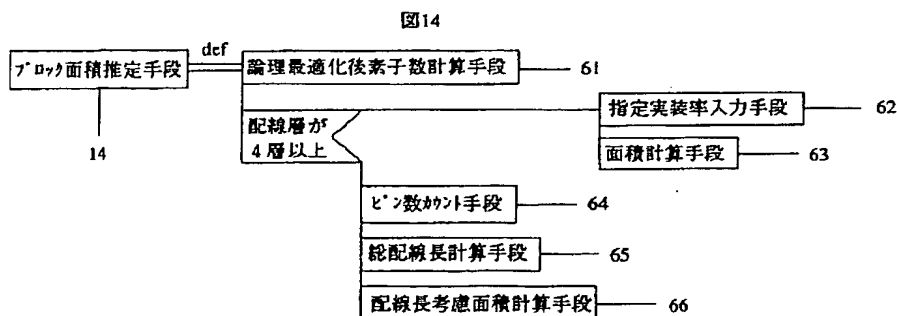 図14
def
ブロック面積推定手段
論理最適化後素子数計算手段
61
配線層が
4層以上
指定実装率入力手段
62
14
面積計算手段
63
ピン数カウント手段
64
総配線長計算手段
65
配線長考慮面積計算手段
66